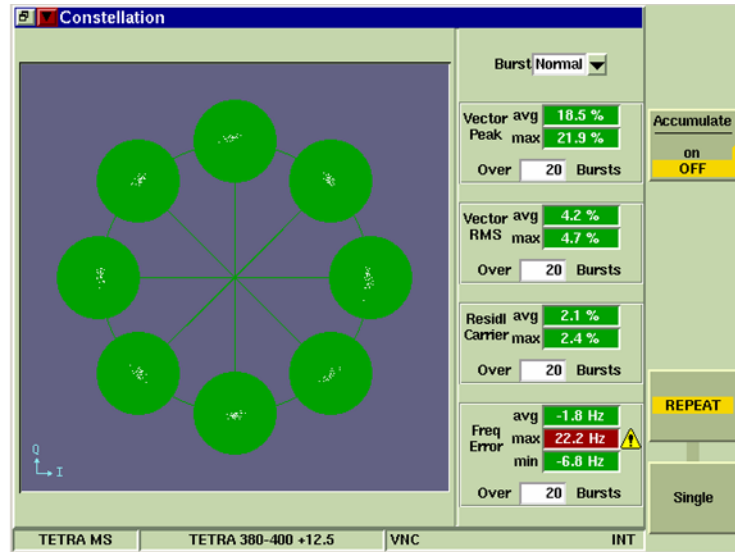 Constellation
Burst Normal
Vector Peak avg 18.5 %
max 21.9 %
Over 20 Bursts
Vector RMS avg 4.2 %
max 4.7 %
Over 20 Bursts
Residl Carrier avg 2.1 %
max 2.4 %
Over 20 Bursts
Freq Error avg -1.8 Hz
max 22.2 Hz
min -6.8 Hz
Over 20 Bursts
Q
I
Accumulate
on
OFF
REPEAT
Single
TETRA MS TETRA 380-400 +12.5 VNC INT